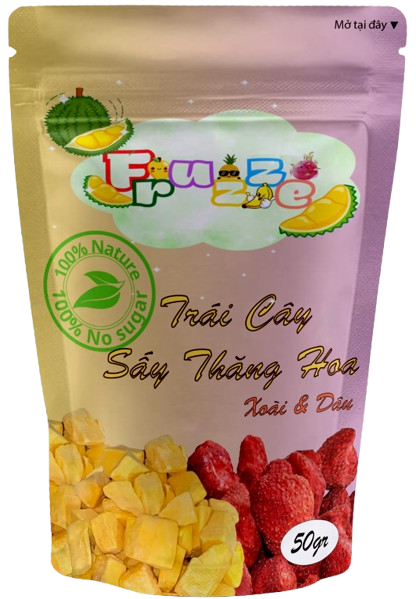 Mở tại đây ▼
Fruzze
100% Nature
100% No sugar
Trái Cây
Sấy Thăng Hoa
Xoài & Dâu
50gr